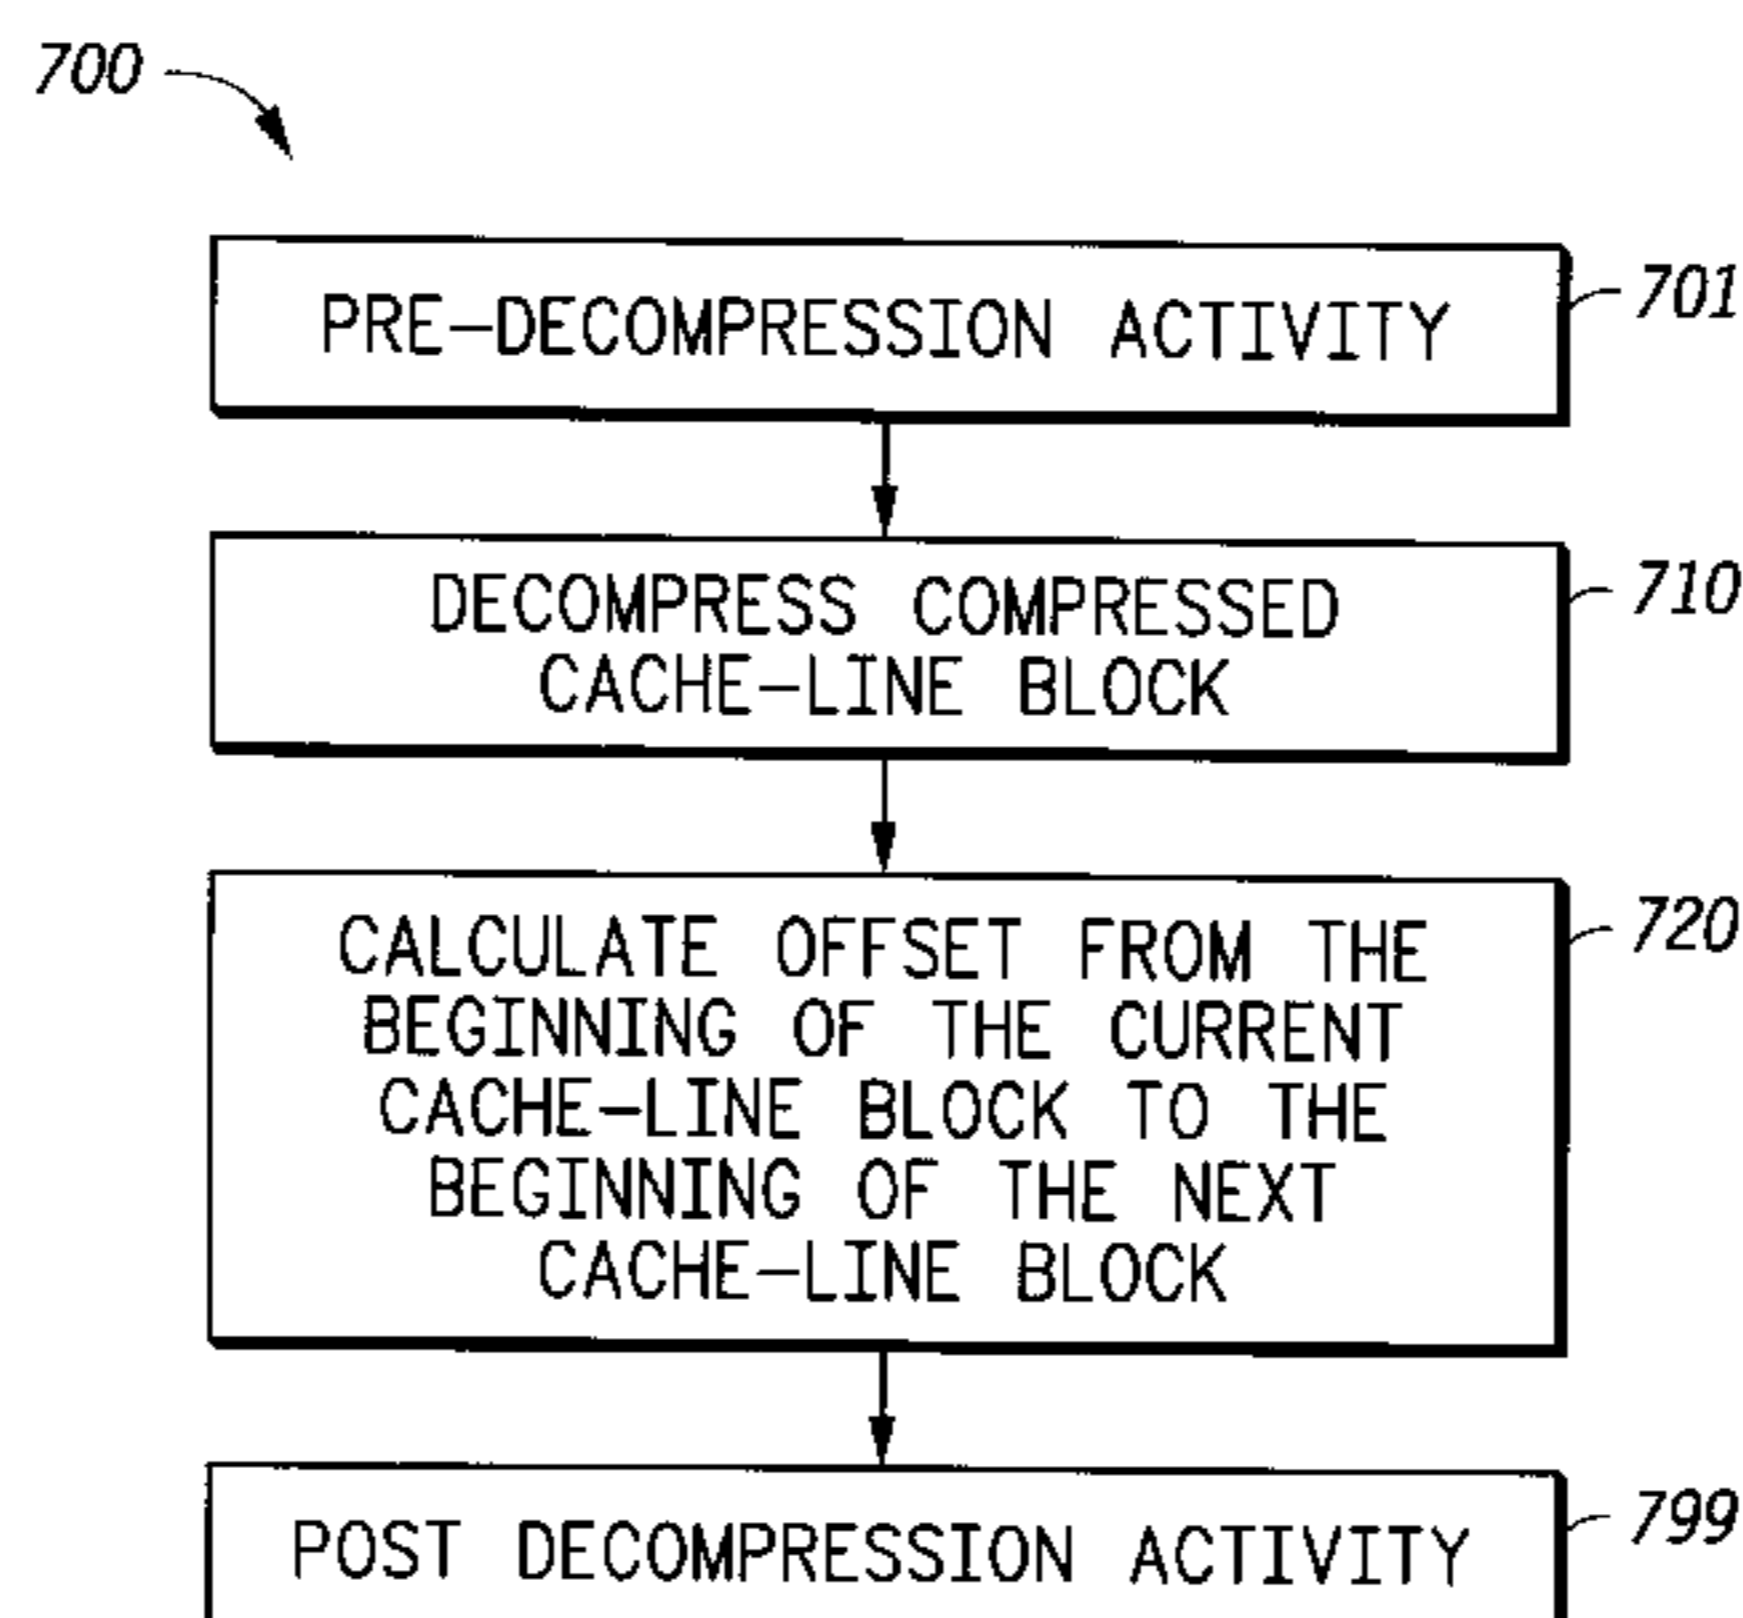 700
PRE-DECOMPRESSION ACTIVITY
701
DECOMPRESS COMPRESSED
CACHE-LINE BLOCK
710
CALCULATE OFFSET FROM THE
BEGINNING OF THE CURRENT
CACHE-LINE BLOCK TO THE
BEGINNING OF THE NEXT
CACHE-LINE BLOCK
720
POST DECOMPRESSION ACTIVITY
799